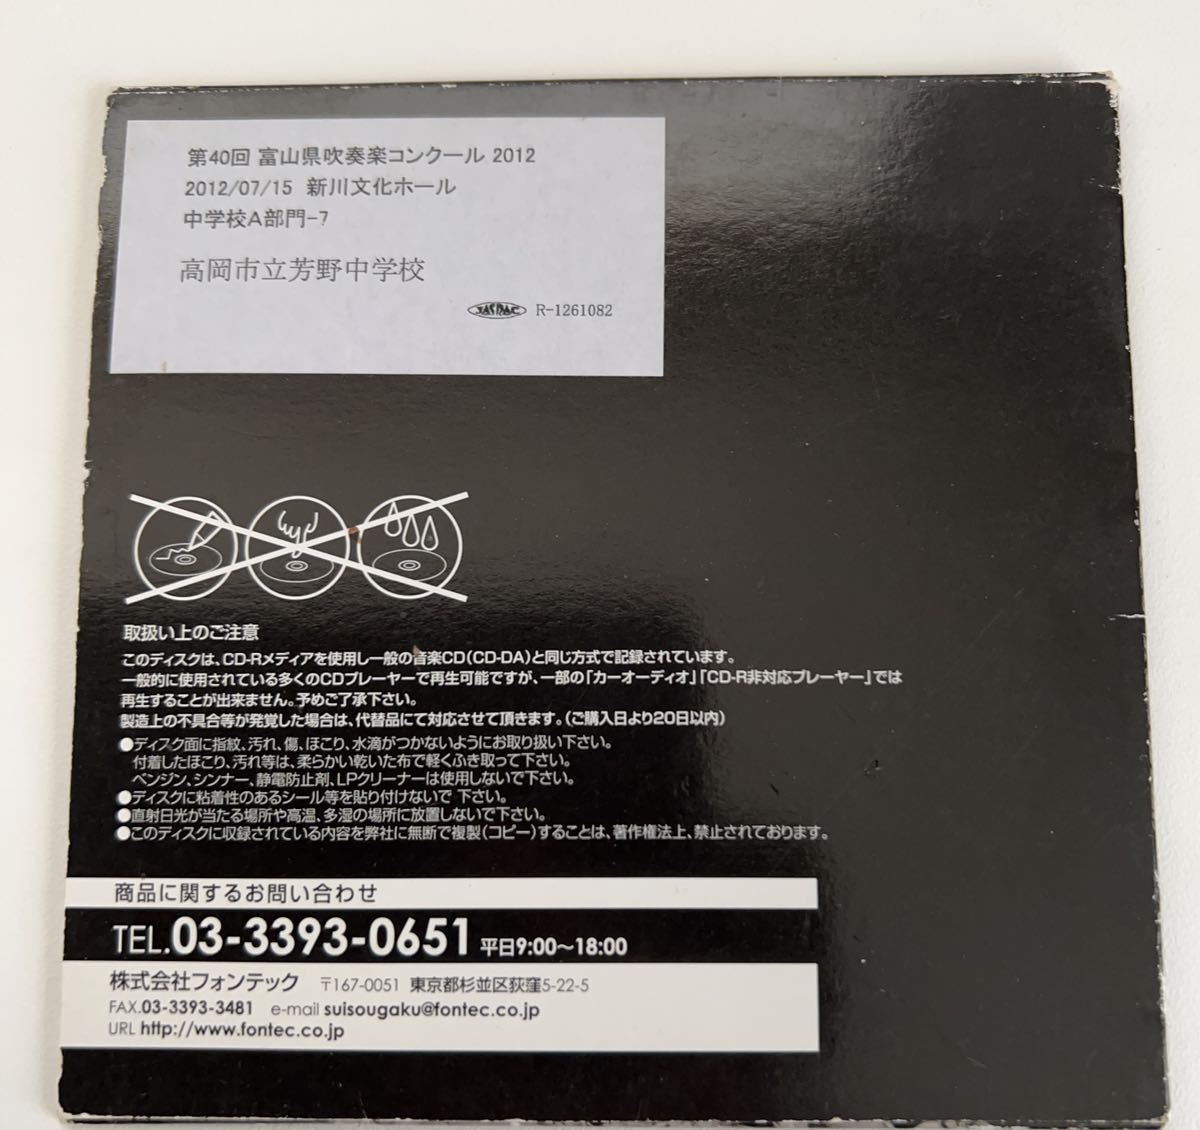 第40回 富山県吹奏楽コンクール 2012
2012/07/15 新川文化ホール
中学校A部門-7
高岡市立芳野中学校
JASRAC R-1261082
取扱い上のご注意
このディスクは、CD-Rメディアを使用し一般の音楽CD(CD-DA)と同じ方式で記録されています。
一般的に使用されている多くのCDプレーヤーで再生可能ですが、一部の「カーオーディオ」「CD-R非対応プレーヤー」では
再生することが出来ません。予めご了承下さい。
製造上の不具合等が発覚した場合は、代替品にて対応させて頂きます。(ご購入日より20日以内)
●ディスク面に指紋、汚れ、傷、ほこり、水滴がつかないようにお取り扱い下さい。
付着したほこり、汚れ等は、柔らかい乾いた布で軽くふき取って下さい。
ベンジン、シンナー、静電防止剤、LPクリーナーは使用しないで下さい。
●ディスクに粘着性のあるシール等を貼り付けないで 下さい。
●直射日光が当たる場所や高温、多湿の場所に放置しないで下さい。
●このディスクに収録されている内容を弊社に無断で複製(コピー)することは、著作権法上、禁止されております。
商品に関するお問い合わせ
TEL.03-3393-0651 平日9:00~18:00
株式会社フォンテック 〒167-0051 東京都杉並区荻窪5-22-5
FAX.03-3393-3481 e-mail suisougaku@fontec.co.jp
URL http://www.fontec.co.jp